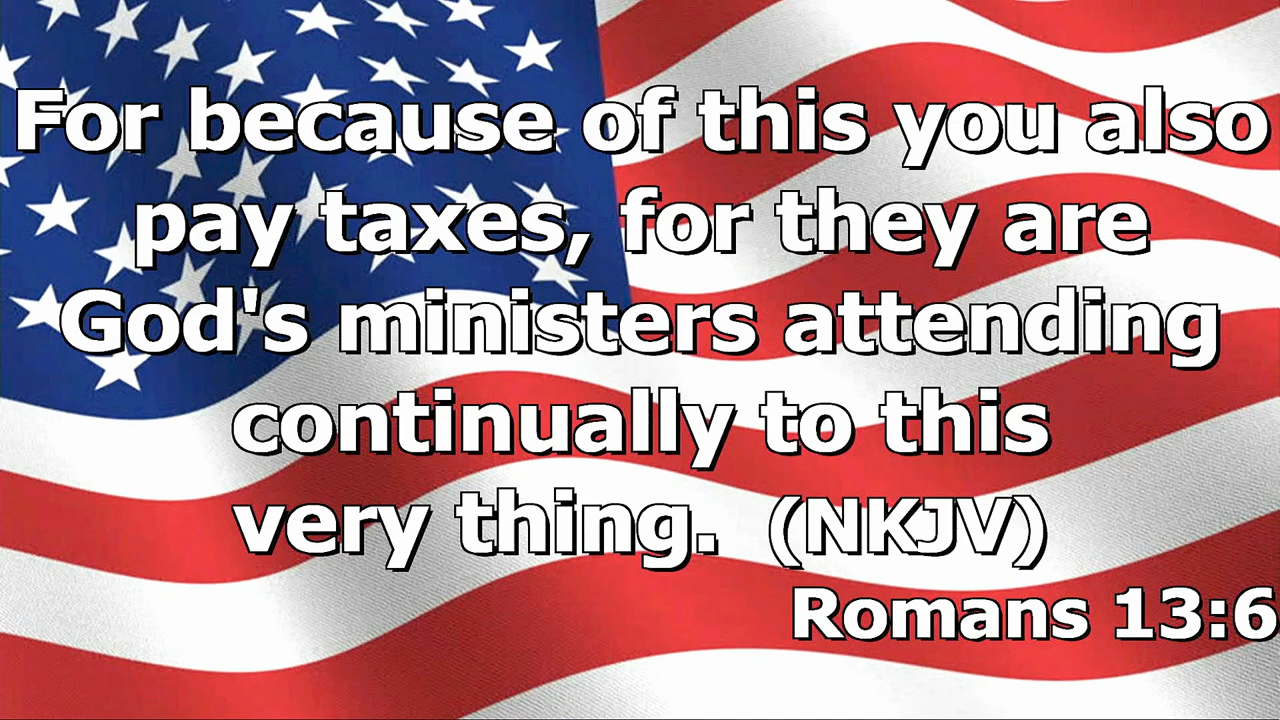 For because of this you also
pay taxes, for they are
God's ministers attending
continually to this
very thing. (NKJV)
Romans 13:6